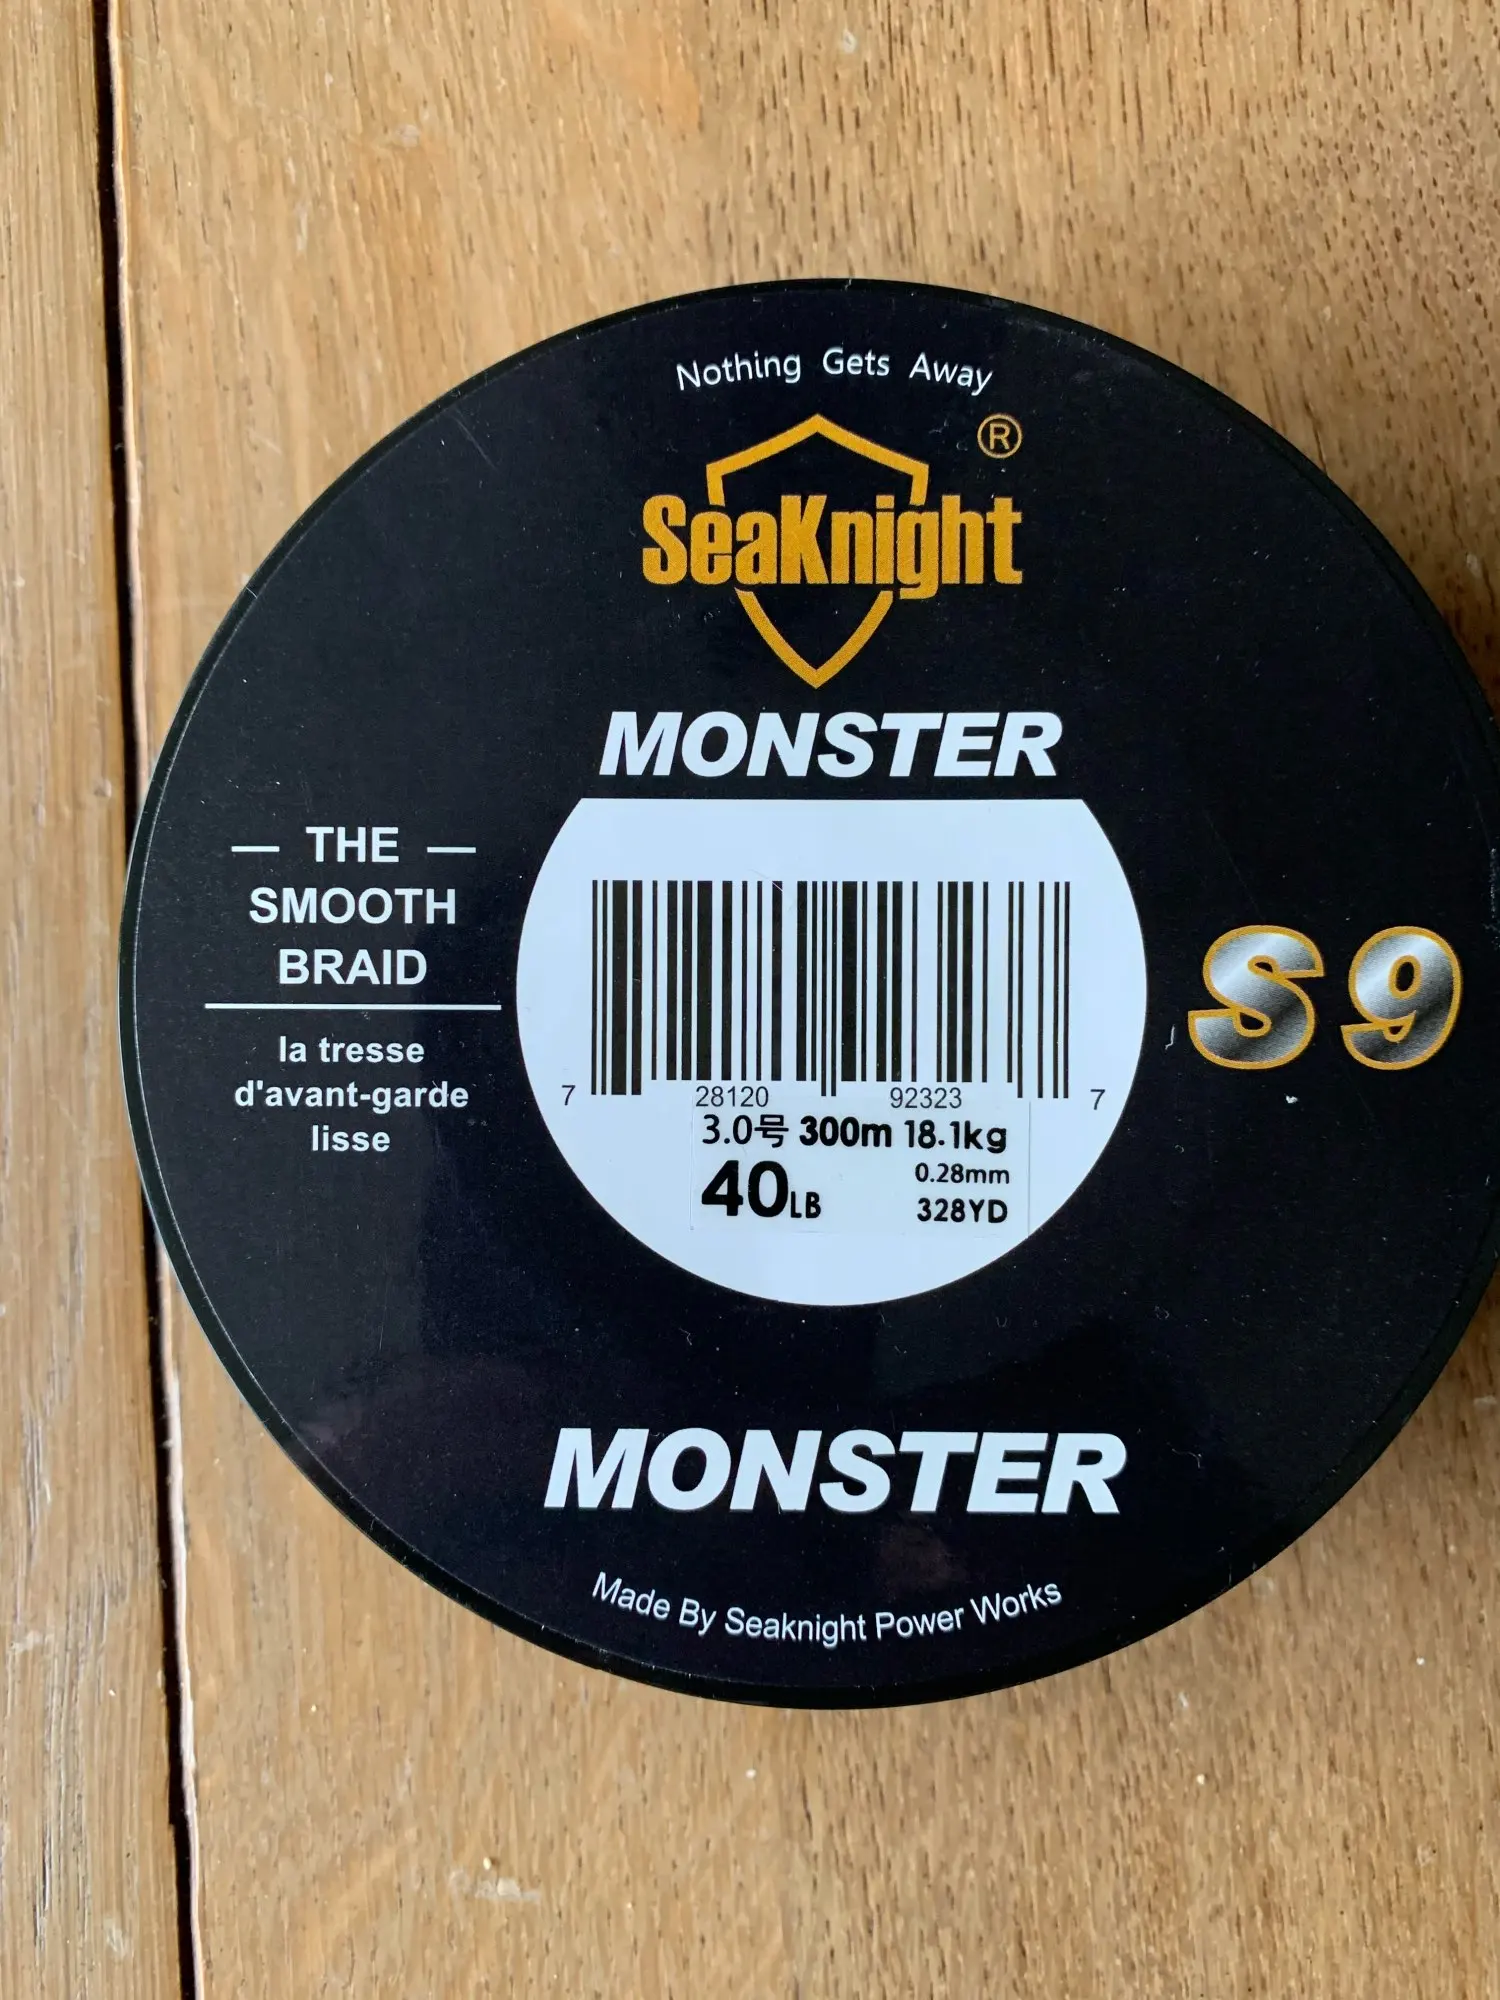 Nothing Gets Away
®
SeaKnight
MONSTER
THE
SMOOTH
BRAID
la tresse
d'avant-garde
lisse
7 28120 92323 7
3.0号 300m 18.1kg
40LB 0.28mm
328YD
S9
MONSTER
Made By Seaknight Power Works